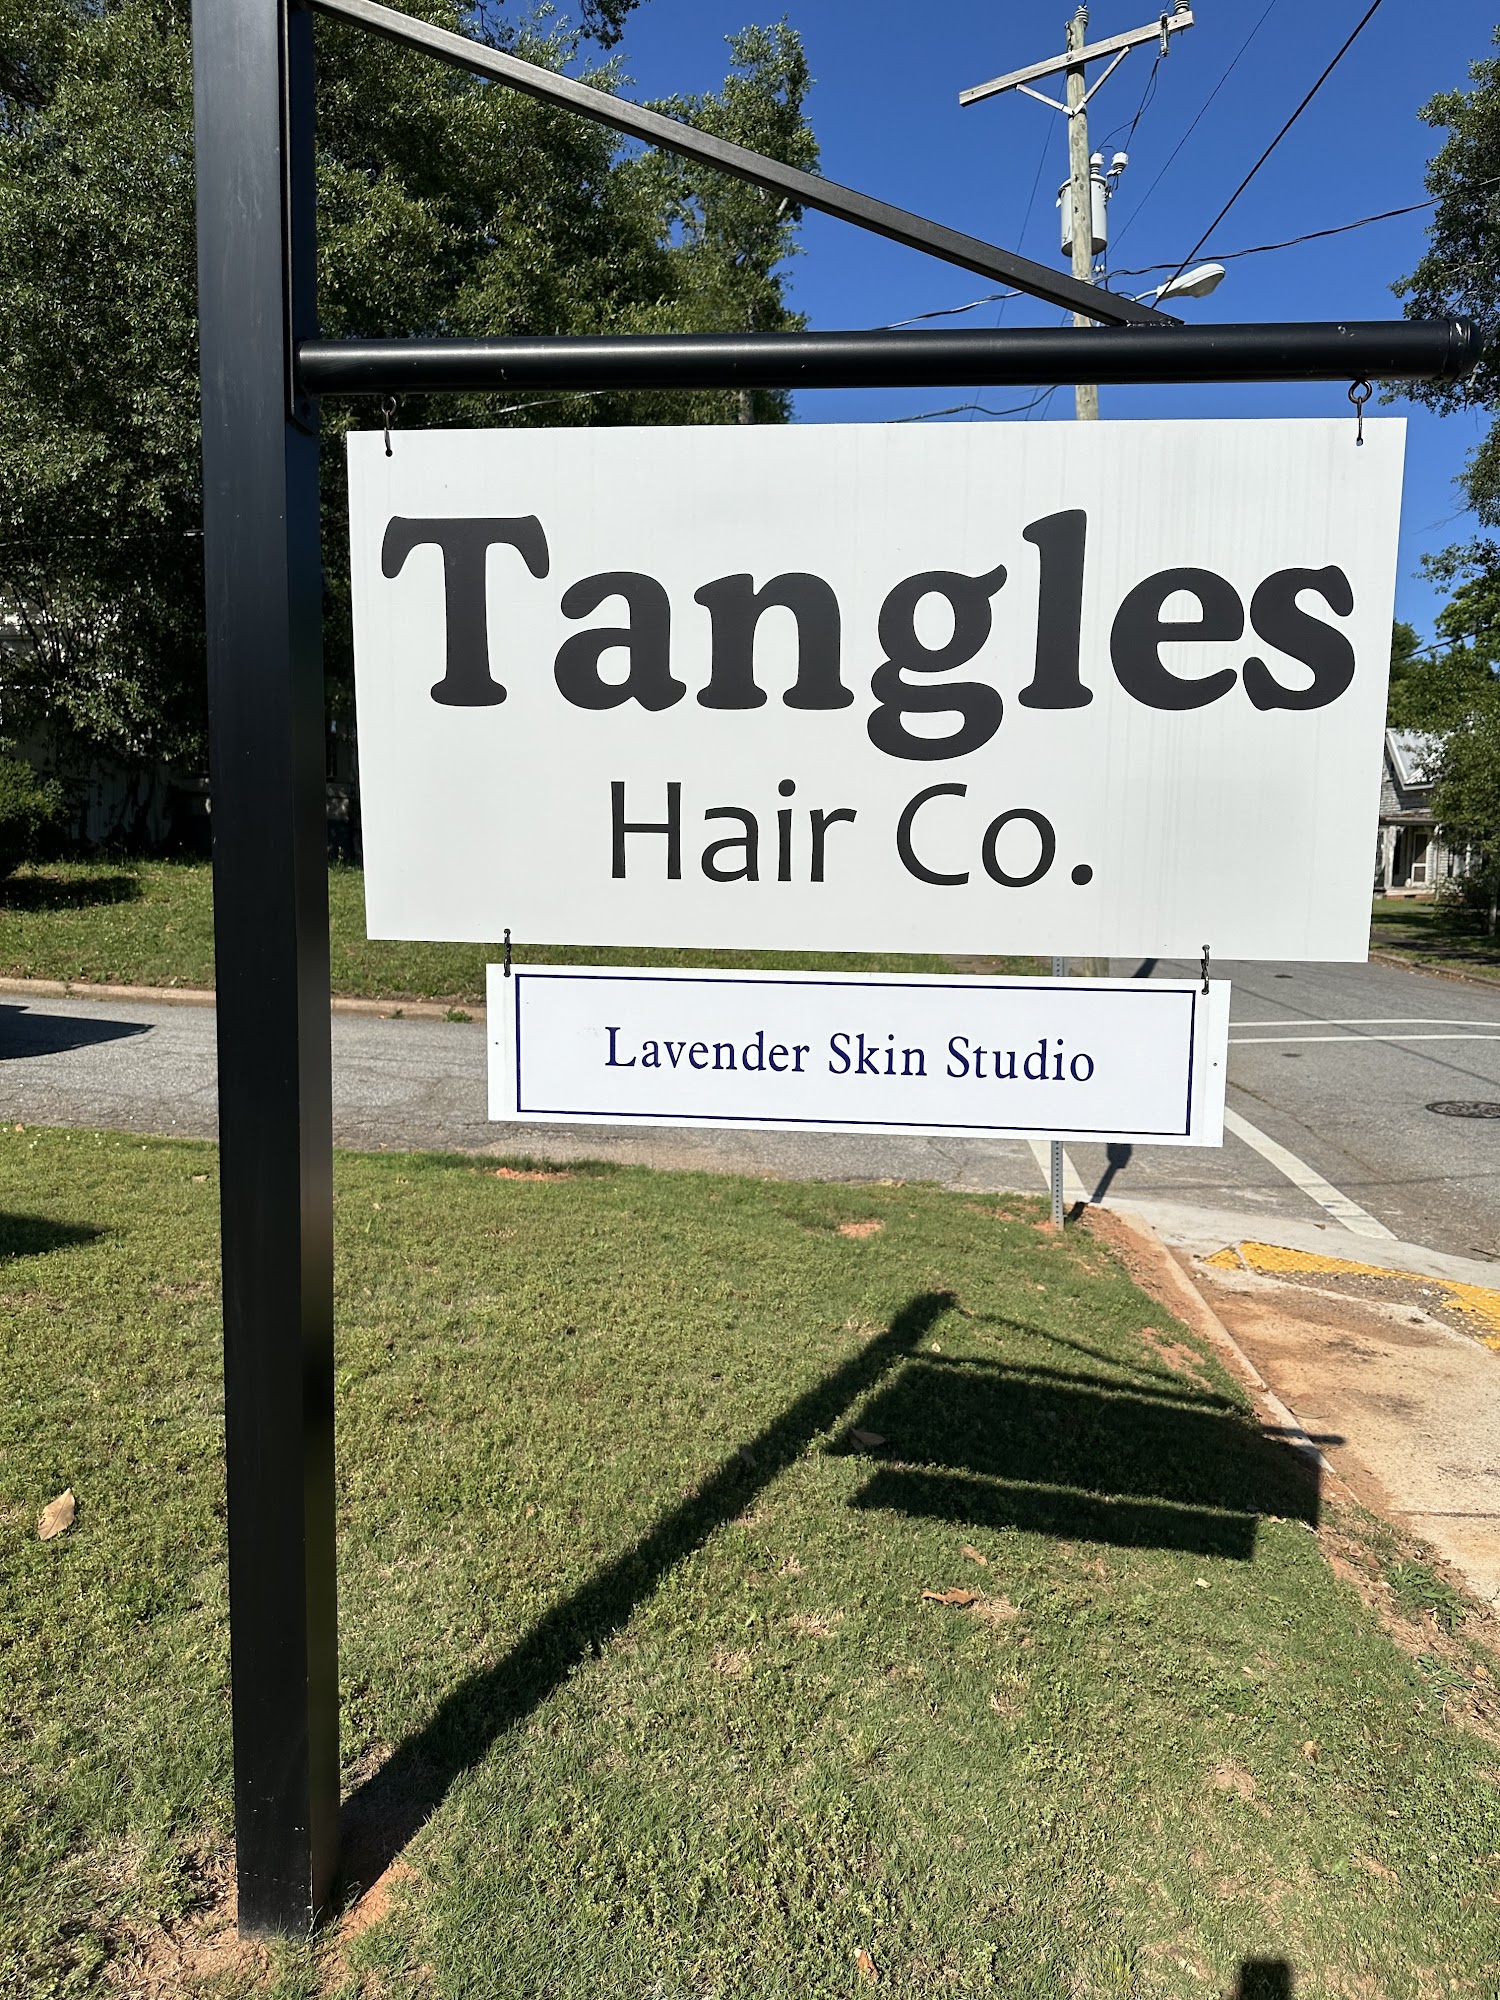 Tangles
Hair Co.
Lavender Skin Studio